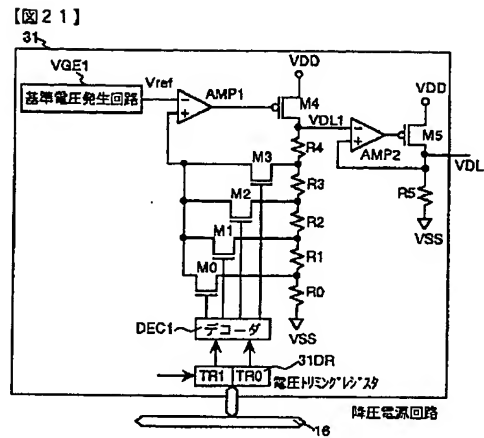 【図21】
31
VGE1
基準電圧発生回路
Vref
AMP1
VDD
M4
VDL1
VDD
M5
AMP2
VDL
R5
VSS
R4
M3
R3
M2
R2
M1
R1
M0
R0
VSS
DEC1
デコーダ
31DR
TR1
TR0
電圧トリミングレジスタ
降圧電源回路
16